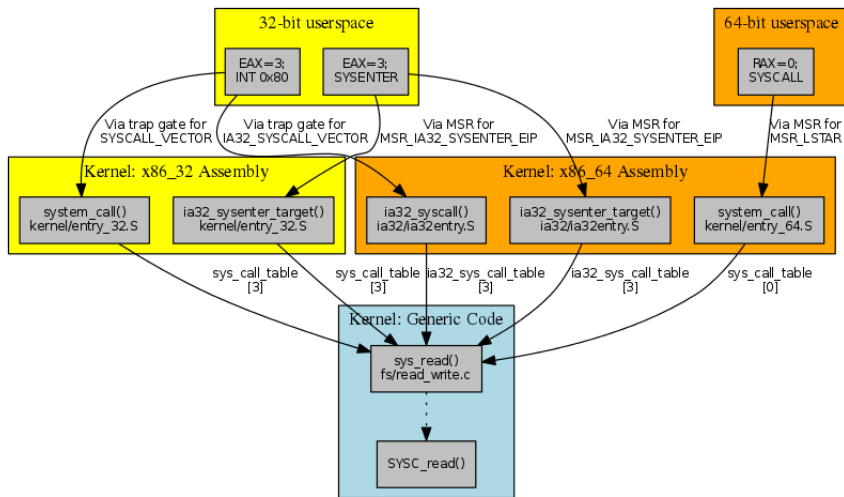 32-bit userspace
64-bit userspace
EAX=3;
INT 0x80
EAX=3;
SYSENTER
RAX=0;
SYSCALL
Via trap gate for
SYSCALL_VECTOR
Via trap gate for
IA32_SYSCALL_VECTOR
Via MSR for
MSR_IA32_SYSENTER_EIP
Via MSR for
MSR_IA32_SYSENTER_EIP
Via MSR for
MSR_LSTAR
Kernel: x86_32 Assembly
Kernel: x86_64 Assembly
system_call()
kernel/entry_32.S
ia32_sysenter_target()
kernel/entry_32.S
ia32_syscall()
ia32/ia32entry.S
ia32_sysenter_target()
ia32/ia32entry.S
system_call()
kernel/entry_64.S
sys_call_table
[3]
sys_call_table
[3]
ia32_sys_call_table
[3]
ia32_sys_call_table
[3]
sys_call_table
[0]
Kernel: Generic Code
sys_read()
fs/read_write.c
SYSC_read()